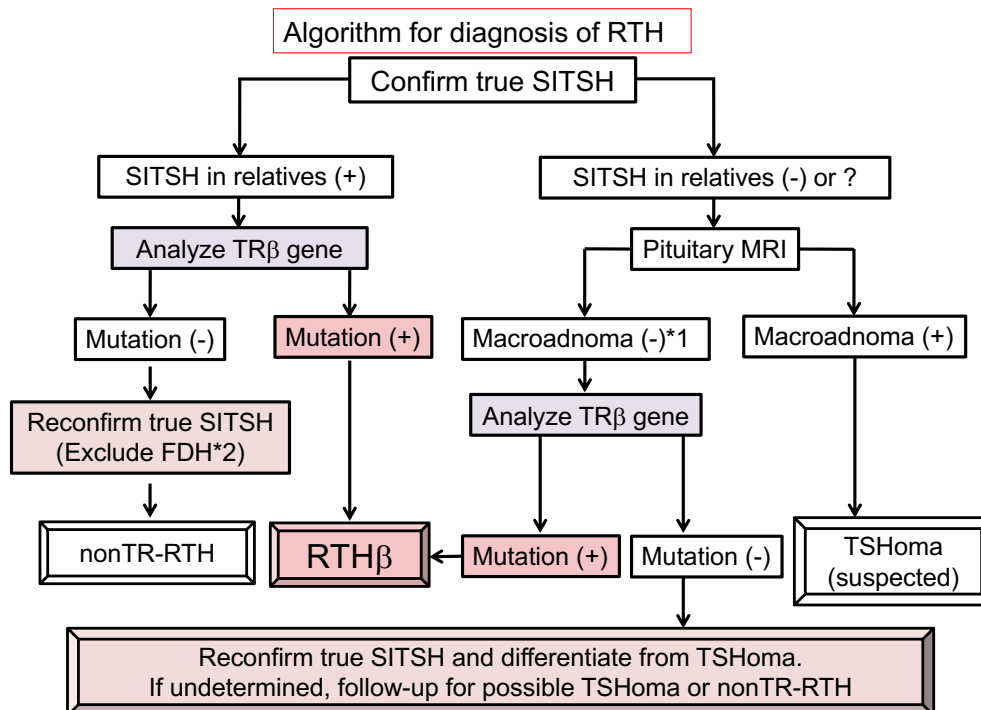 Algorithm for diagnosis of RTH
Confirm true SITSH
SITSH in relatives (+)
SITSH in relatives (-) or ?
Analyze TRβ gene
Pituitary MRI
Mutation (-)
Mutation (+)
Macroadnoma (-)*1
Macroadnoma (+)
Reconfirm true SITSH
(Exclude FDH*2)
Analyze TRβ gene
nonTR-RTH
RTHβ
Mutation (+)
Mutation (-)
TSHoma
(suspected)
Reconfirm true SITSH and differentiate from TSHoma.
If undetermined, follow-up for possible TSHoma or nonTR-RTH